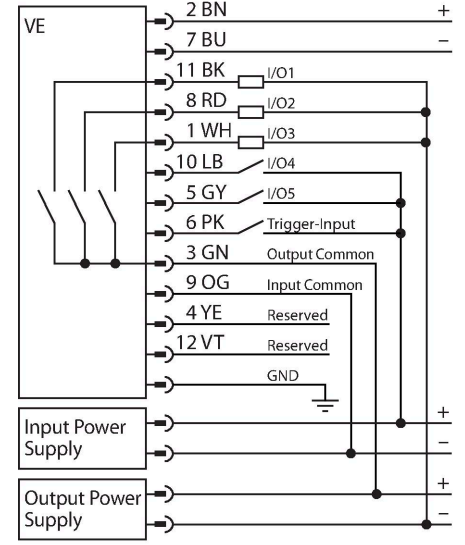 VE
2 BN +
7 BU −
11 BK I/O1
8 RD I/O2
1 WH I/O3
10 LB I/O4
5 GY I/O5
6 PK Trigger-Input
3 GN Output Common
9 OG Input Common
4 YE Reserved
12 VT Reserved
GND
Input Power +
Supply −
Output Power +
Supply −